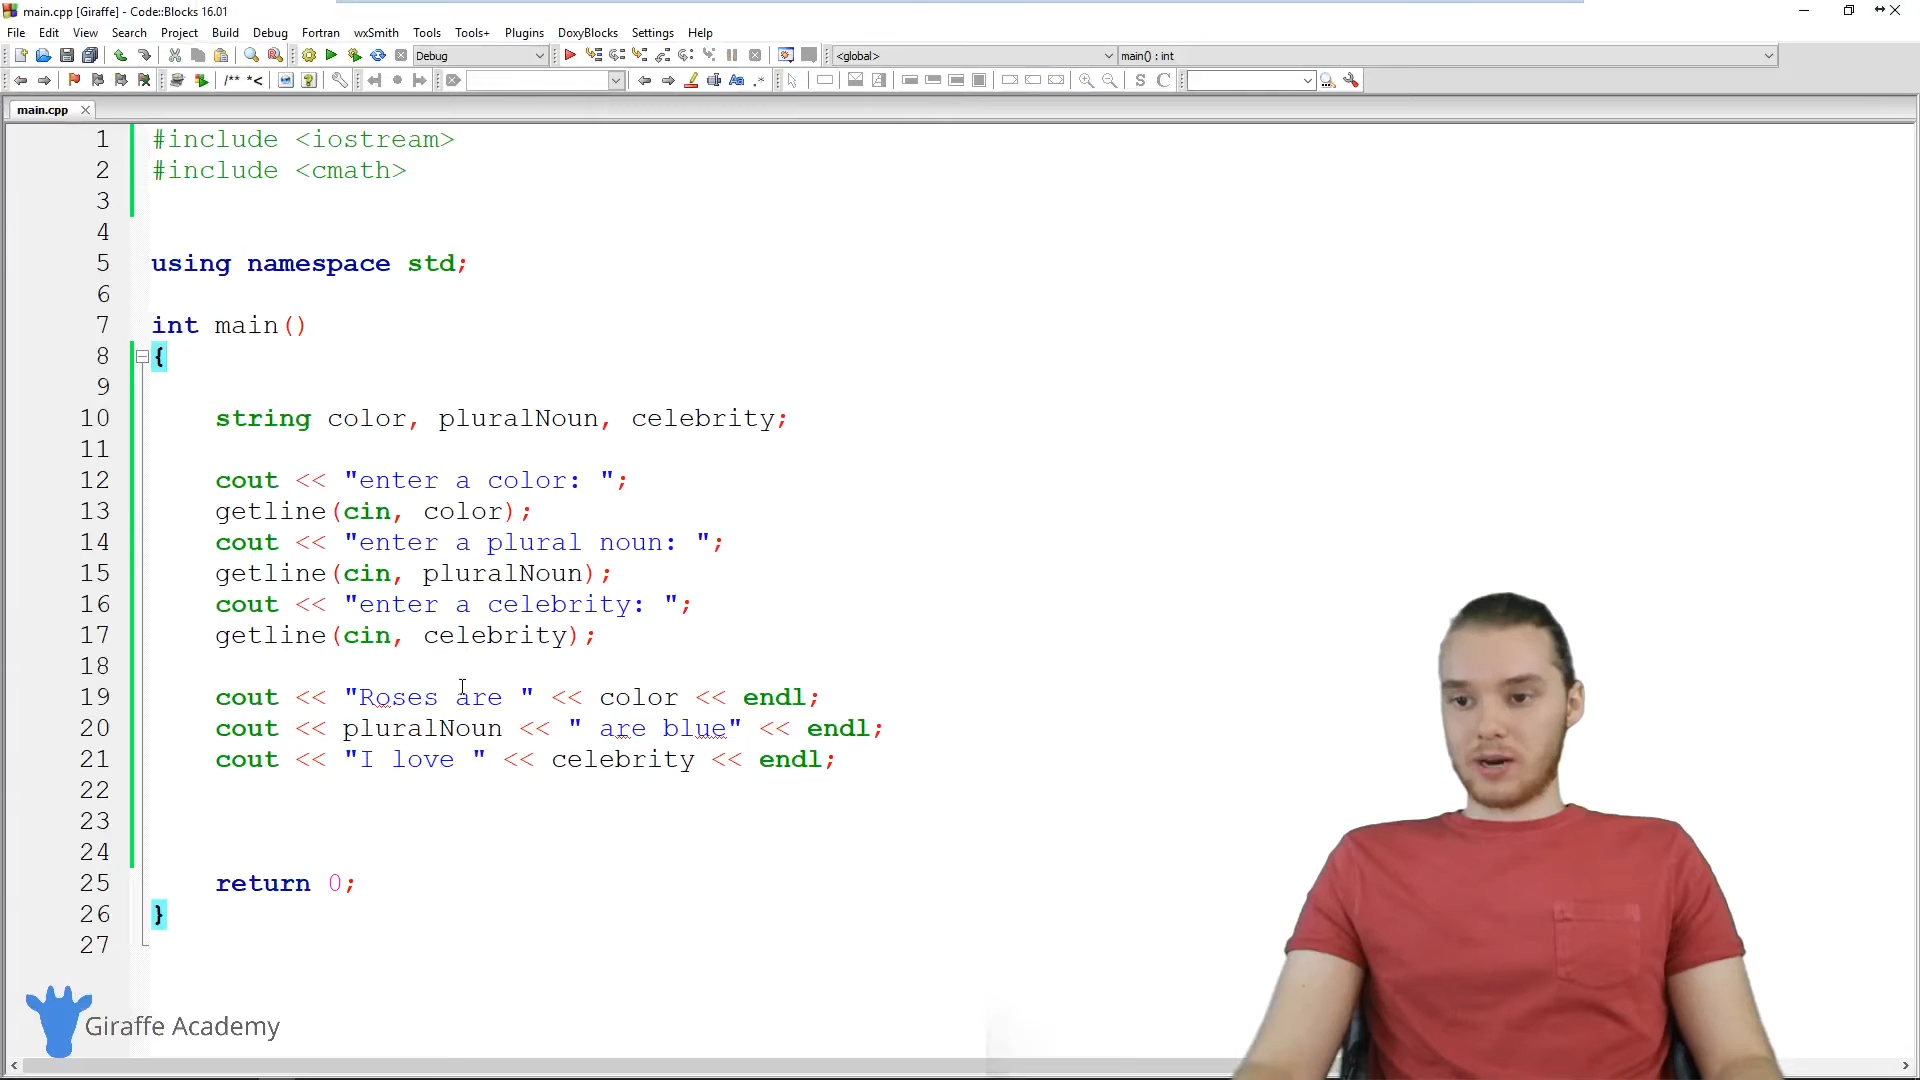 main.cpp [Giraffe] - Code::Blocks 16.01
File Edit View Search Project Build Debug Fortran wxSmith Tools Tools+ Plugins DoxyBlocks Settings Help
Debug <global> main() : int
/** *<
S C
main.cpp
1 #include <iostream>
2 #include <cmath>
3
4
5 using namespace std;
6
7 int main()
8 {
9
10 string color, pluralNoun, celebrity;
11
12 cout << "enter a color: ";
13 getline(cin, color);
14 cout << "enter a plural noun: ";
15 getline(cin, pluralNoun);
16 cout << "enter a celebrity: ";
17 getline(cin, celebrity);
18
19 cout << "Roses are " << color << endl;
20 cout << pluralNoun << " are blue" << endl;
21 cout << "I love " << celebrity << endl;
22
23
24
25 return 0;
26 }
27
Giraffe Academy